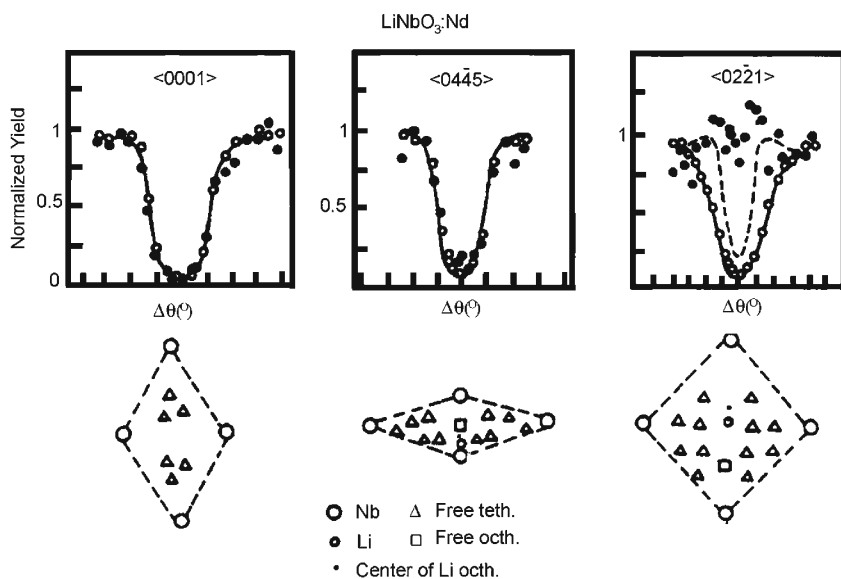 LiNbO₃:Nd
<0001>
<044̄5>
<022̄1>
Normalized Yield
1
0.5
0
1
0.5
1
Δθ(°)
Δθ(°)
Δθ(°)
Nb
Free teth.
Li
Free octh.
Center of Li octh.